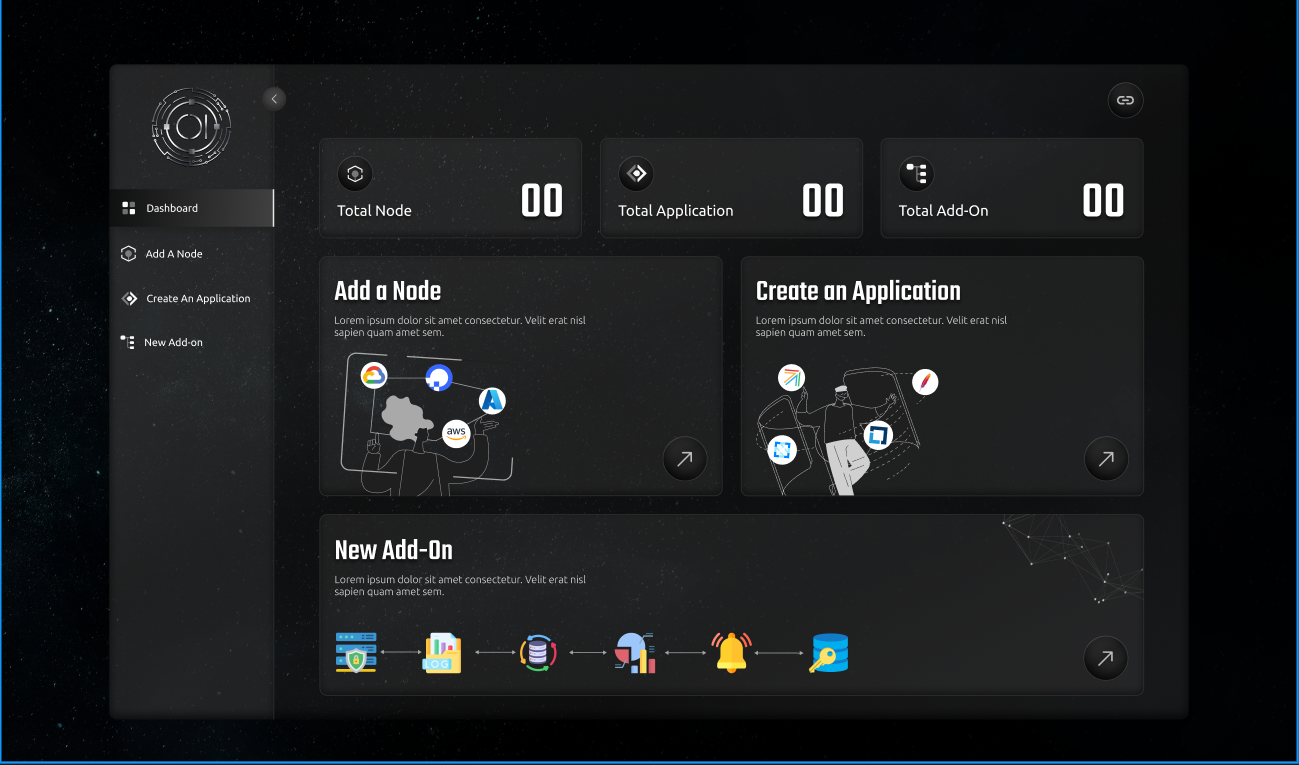 OI
Dashboard
Add A Node
Create An Application
New Add-on
Total Node
00
Total Application
00
Total Add-On
00
Add a Node
Lorem ipsum dolor sit amet consectetur. Velit erat nisl
sapien quam amet sem.
aws
Create an Application
Lorem ipsum dolor sit amet consectetur. Velit erat nisl
sapien quam amet sem.
New Add-On
Lorem ipsum dolor sit amet consectetur. Velit erat nisl
sapien quam amet sem.
LOG